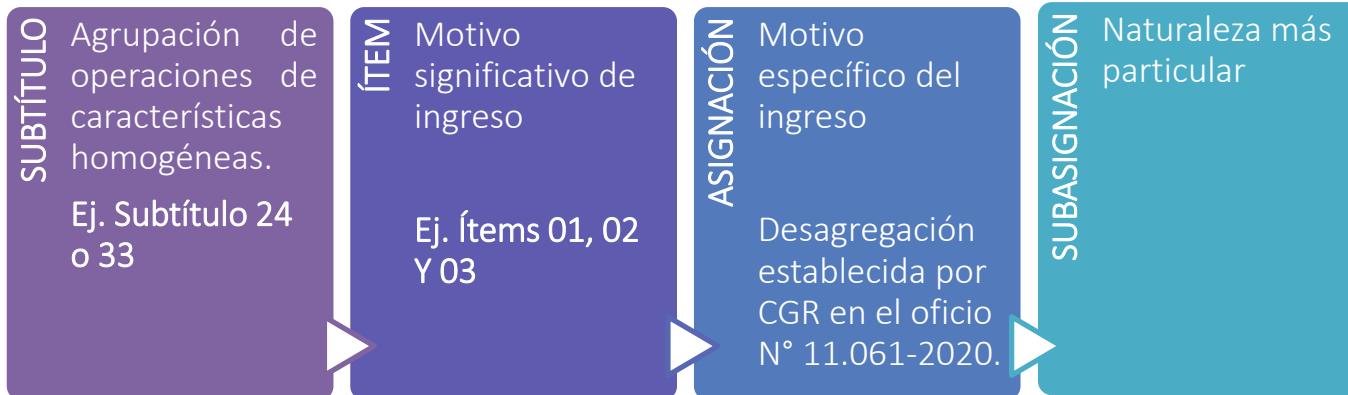 SUBTÍTULO
Agrupación de
operaciones de
características
homogéneas.
Ej. Subtítulo 24
o 33
ÍTEM
Motivo
significativo de
ingreso
Ej. Ítems 01, 02
Y 03
ASIGNACIÓN
Motivo
específico del
ingreso
Desagregación
establecida por
CGR en el oficio
N° 11.061-2020.
SUBASIGNACIÓN
Naturaleza más
particular